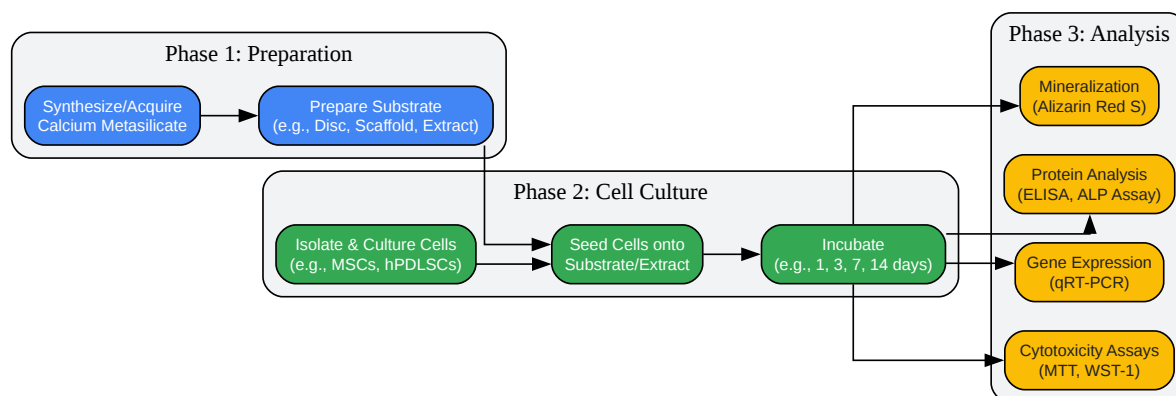 Phase 1: Preparation
Synthesize/Acquire
Calcium Metasilicate
Prepare Substrate
(e.g., Disc, Scaffold, Extract)
Phase 2: Cell Culture
Isolate & Culture Cells
(e.g., MSCs, hPDLSCs)
Seed Cells onto
Substrate/Extract
Incubate
(e.g., 1, 3, 7, 14 days)
Phase 3: Analysis
Mineralization
(Alizarin Red S)
Protein Analysis
(ELISA, ALP Assay)
Gene Expression
(qRT-PCR)
Cytotoxicity Assays
(MTT, WST-1)